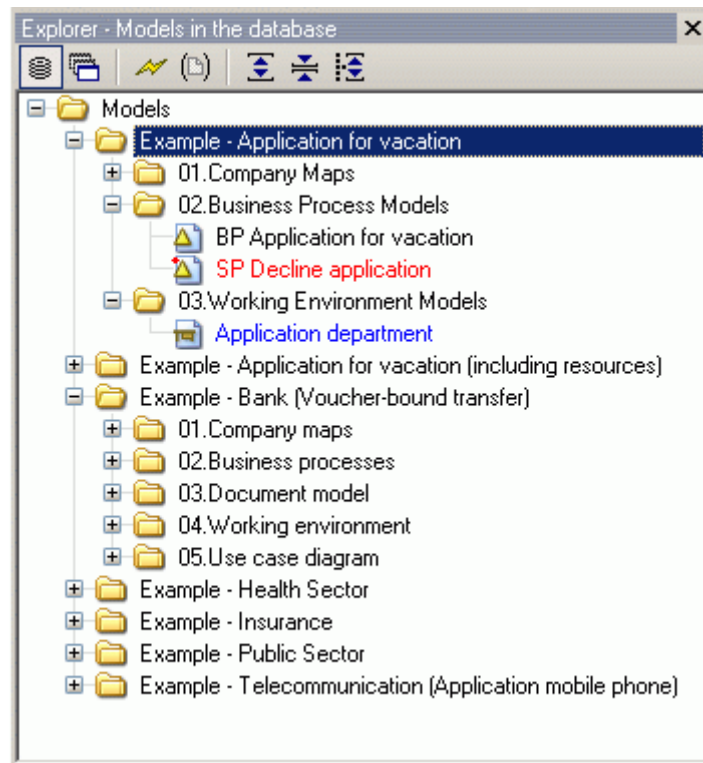 Explorer - Models in the database
Models
Example - Application for vacation
01.Company Maps
02.Business Process Models
BP Application for vacation
SP Decline application
03.Working Environment Models
Application department
Example - Application for vacation (including resources)
Example - Bank (Voucher-bound transfer)
01.Company maps
02.Business processes
03.Document model
04.Working environment
05.Use case diagram
Example - Health Sector
Example - Insurance
Example - Public Sector
Example - Telecommunication (Application mobile phone)